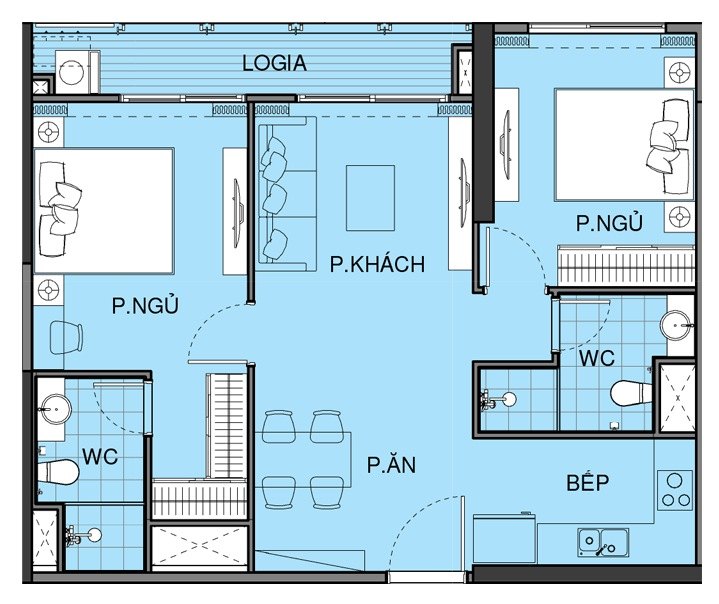 LOGIA
P.NGỦ
P.KHÁCH
P.NGỦ
WC
WC
P.ĂN
BẾP